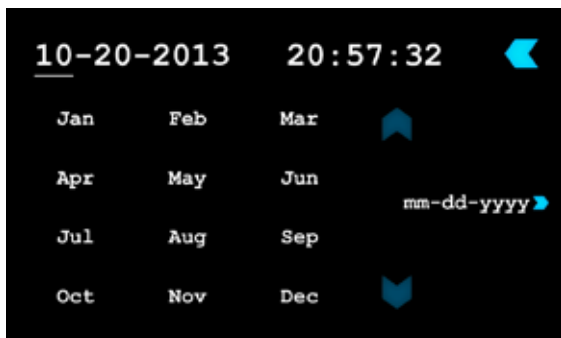 10-20-2013 20:57:32
Jan Feb Mar
Apr May Jun
mm-dd-yyyy
Jul Aug Sep
Oct Nov Dec